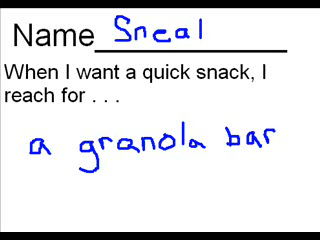 Name Sneal
When I want a quick snack, I
reach for . . .
a granola bar